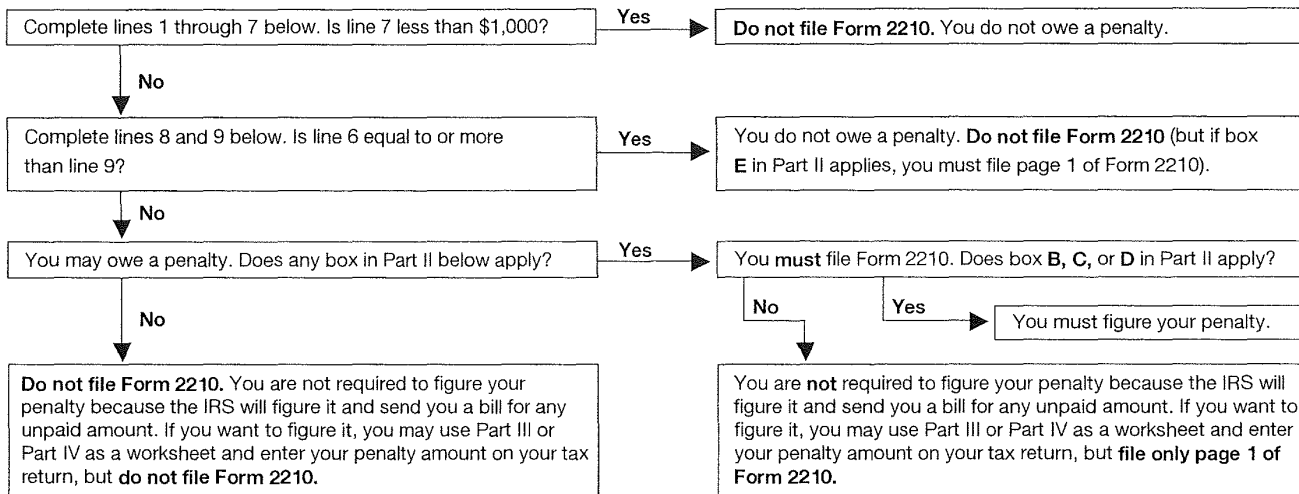 Complete lines 1 through 7 below. Is line 7 less than $1,000?
Yes
Do not file Form 2210. You do not owe a penalty.
No
Complete lines 8 and 9 below. Is line 6 equal to or more
than line 9?
Yes
You do not owe a penalty. Do not file Form 2210 (but if box
E in Part II applies, you must file page 1 of Form 2210).
No
You may owe a penalty. Does any box in Part II below apply?
Yes
You must file Form 2210. Does box B, C, or D in Part II apply?
No
Yes
You must figure your penalty.
No
Do not file Form 2210. You are not required to figure your
penalty because the IRS will figure it and send you a bill for any
unpaid amount. If you want to figure it, you may use Part III or
Part IV as a worksheet and enter your penalty amount on your tax
return, but do not file Form 2210.
You are not required to figure your penalty because the IRS will
figure it and send you a bill for any unpaid amount. If you want to
figure it, you may use Part III or Part IV as a worksheet and enter
your penalty amount on your tax return, but file only page 1 of
Form 2210.